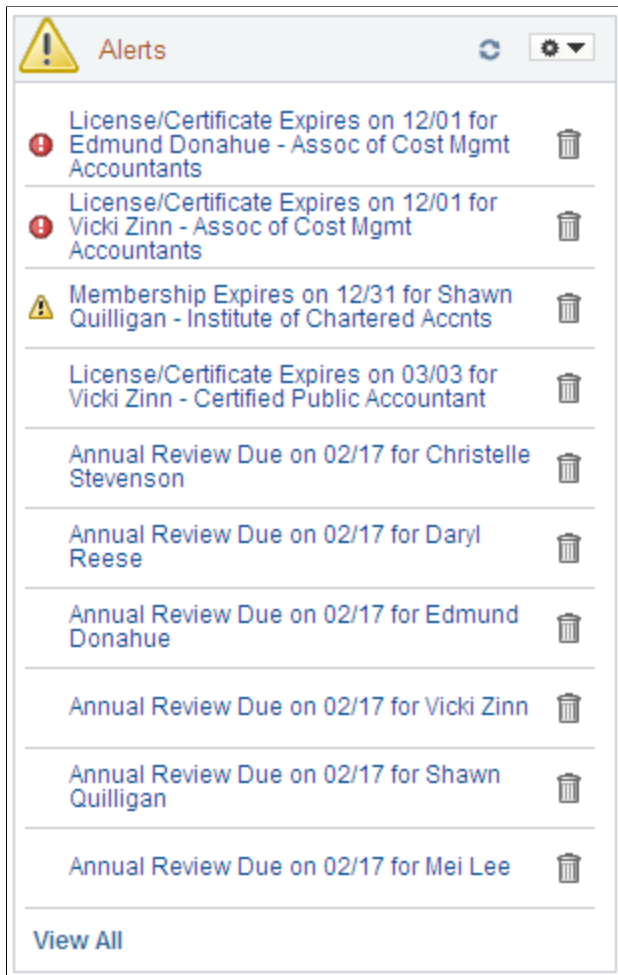 Alerts
License/Certificate Expires on 12/01 for
Edmund Donahue - Assoc of Cost Mgmt
Accountants
License/Certificate Expires on 12/01 for
Vicki Zinn - Assoc of Cost Mgmt
Accountants
Membership Expires on 12/31 for Shawn
Quilligan - Institute of Chartered Accnts
License/Certificate Expires on 03/03 for
Vicki Zinn - Certified Public Accountant
Annual Review Due on 02/17 for Christelle
Stevenson
Annual Review Due on 02/17 for Daryl
Reese
Annual Review Due on 02/17 for Edmund
Donahue
Annual Review Due on 02/17 for Vicki Zinn
Annual Review Due on 02/17 for Shawn
Quilligan
Annual Review Due on 02/17 for Mei Lee
View All